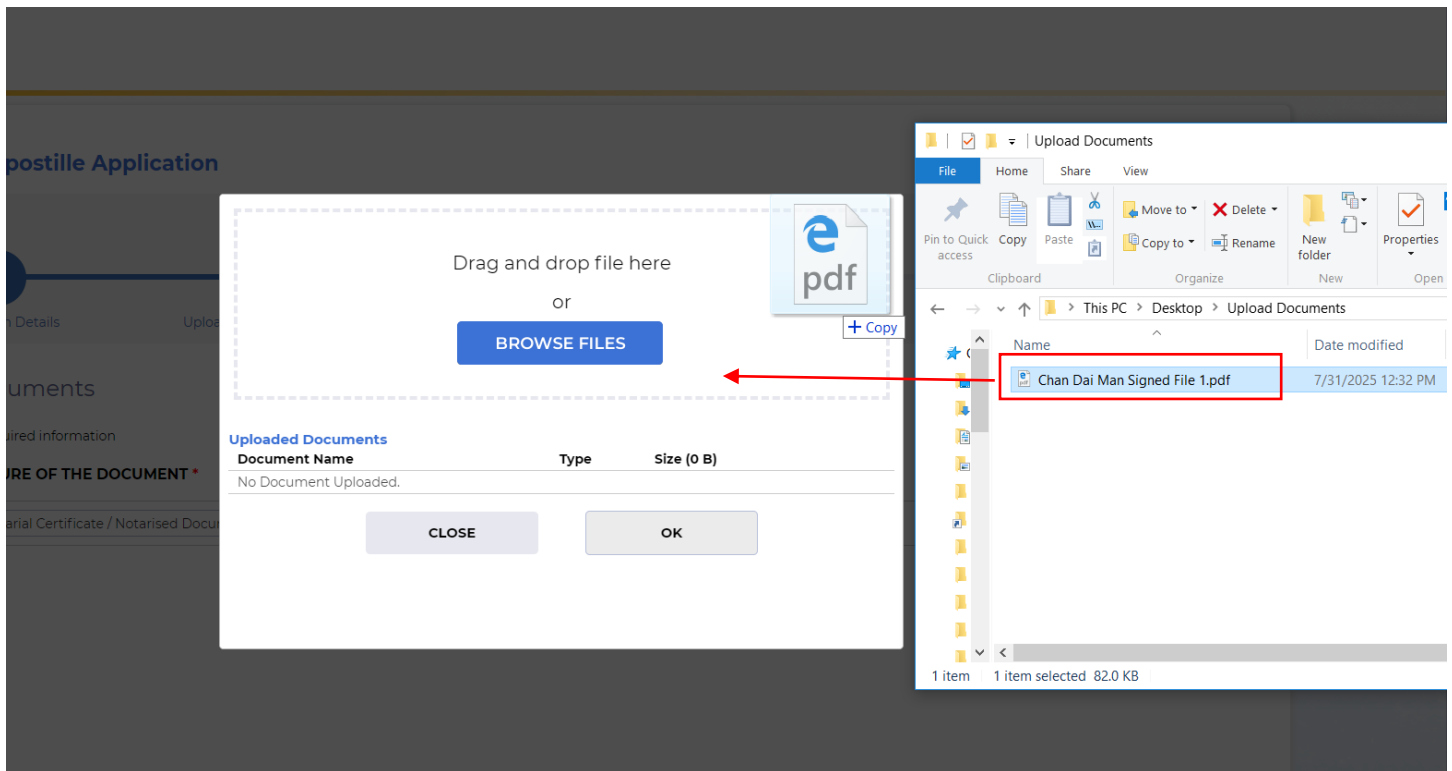 postille Application
n Details
Uploa
uments
uired information
URE OF THE DOCUMENT *
arial Certificate / Notarised Docu
Drag and drop file here
or
BROWSE FILES
pdf
+ Copy
Uploaded Documents
Document Name Type Size (0 B)
No Document Uploaded.
CLOSE OK
Upload Documents
File Home Share View
Pin to Quick access
Copy
Paste
Move to
Copy to
Delete
Rename
New folder
Properties
Clipboard Organize New Open
This PC > Desktop > Upload Documents
Name Date modified
Chan Dai Man Signed File 1.pdf 7/31/2025 12:32 PM
1 item 1 item selected 82.0 KB